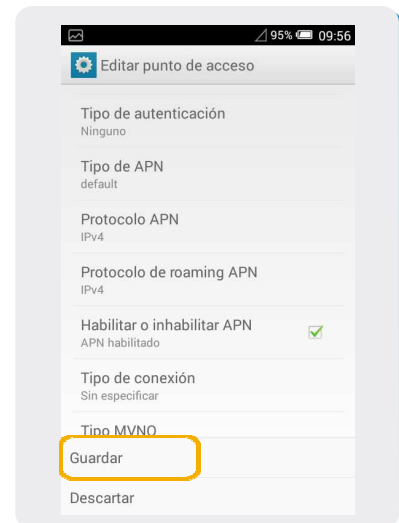 95% 09:56
Editar punto de acceso
Tipo de autenticación
Ninguno
Tipo de APN
default
Protocolo APN
IPv4
Protocolo de roaming APN
IPv4
Habilitar o inhabilitar APN
APN habilitado
Tipo de conexión
Sin especificar
Tipo MVNO
Guardar
Descartar